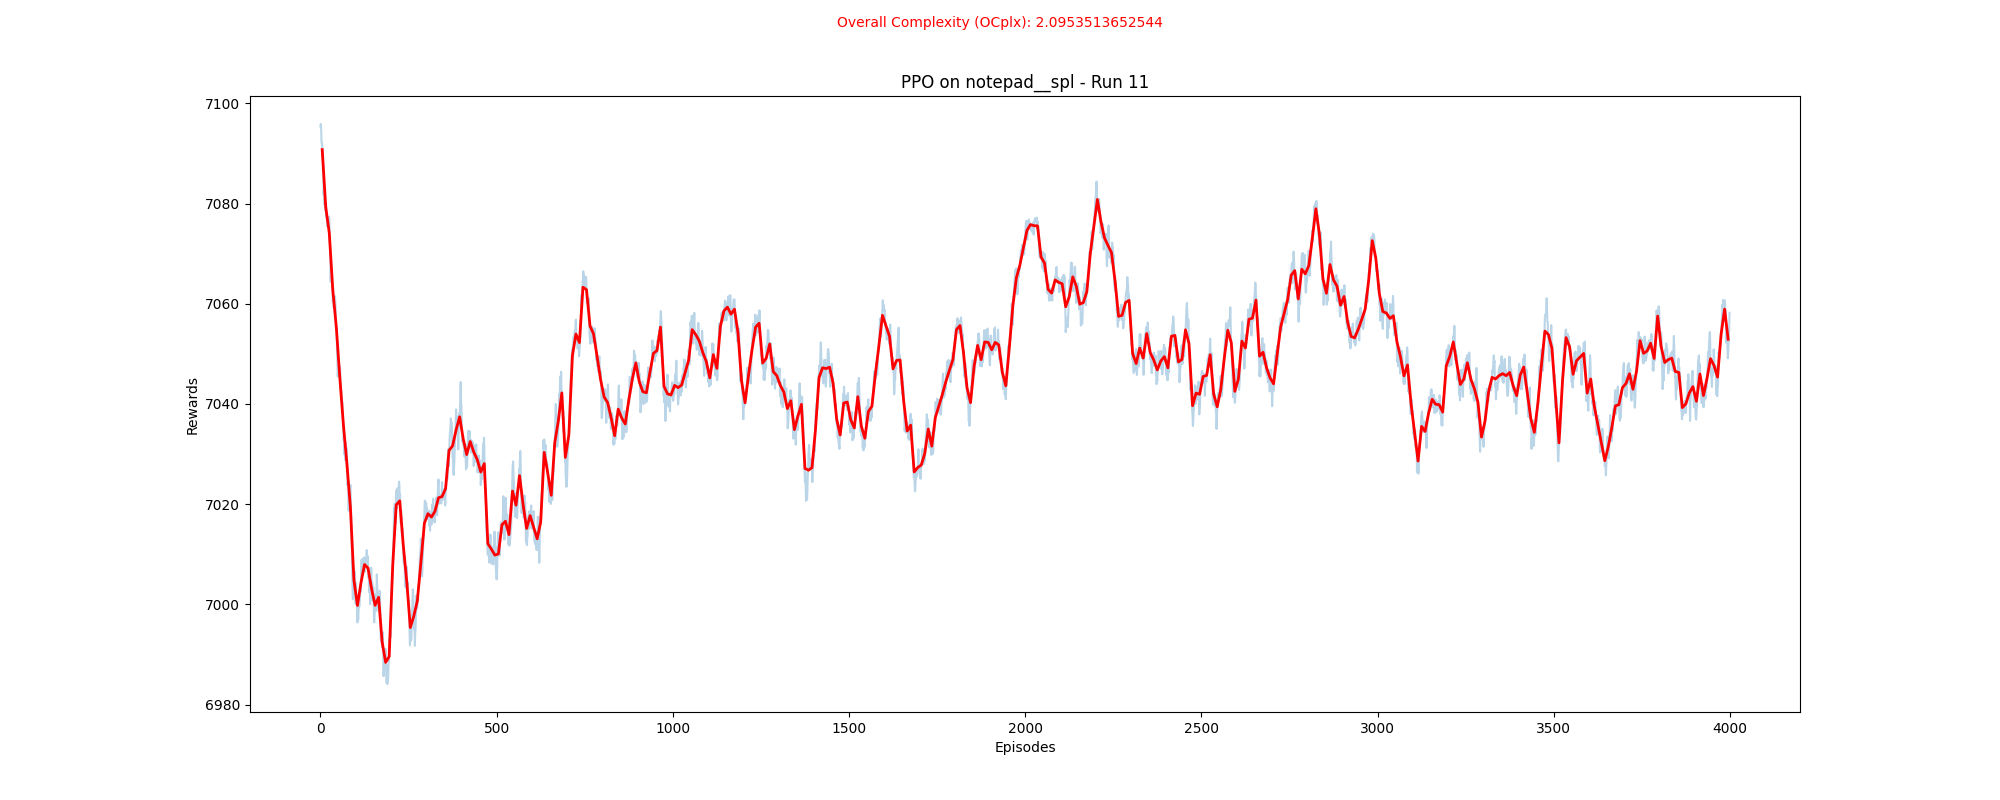 Overall Complexity (OCplx): 2.0953513652544
PPO on notepad__spl - Run 11
7100
7080
7060
7040
7020
7000
6980
Rewards
0 500 1000 1500 2000 2500 3000 3500 4000
Episodes